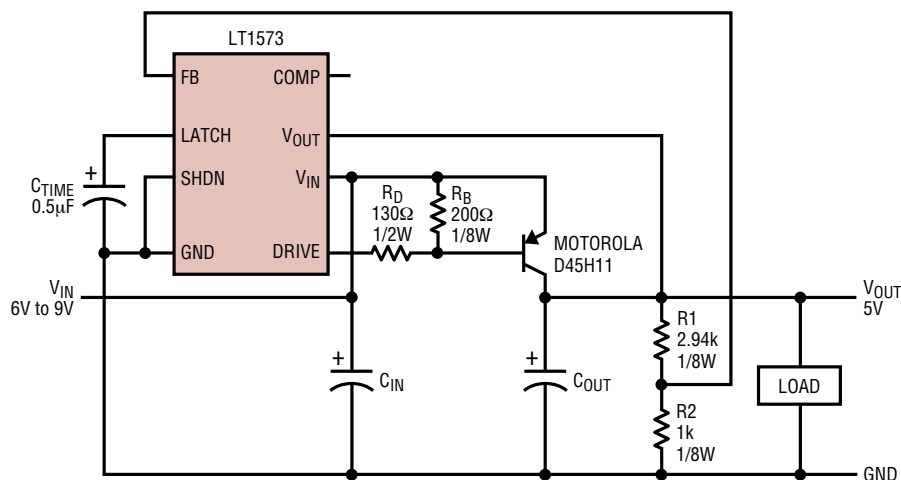 LT1573
FB
COMP
LATCH
VOUT
SHDN
VIN
GND
DRIVE
+
CTIME
0.5µF
RD
130Ω
1/2W
RB
200Ω
1/8W
MOTOROLA
D45H11
VIN
6V to 9V
VOUT
5V
+
CIN
+
COUT
R1
2.94k
1/8W
R2
1k
1/8W
LOAD
GND